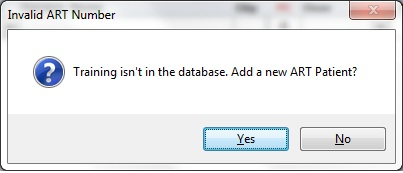 Invalid ART Number
Training isn't in the database. Add a new ART Patient?
Yes
No